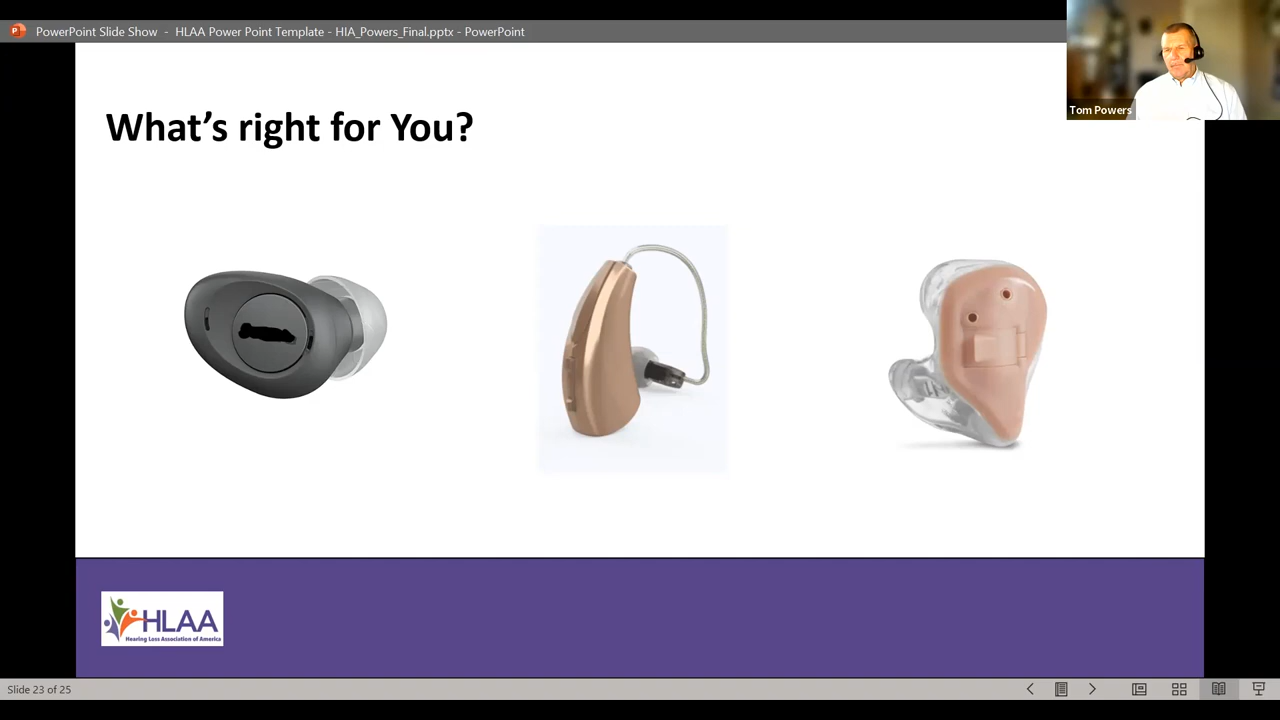 PowerPoint Slide Show - HLAA Power Point Template - HIA_Powers_Final.pptx - PowerPoint
Tom Powers
What's right for You?
HLAA
Hearing Loss Association of America
Slide 23 of 25